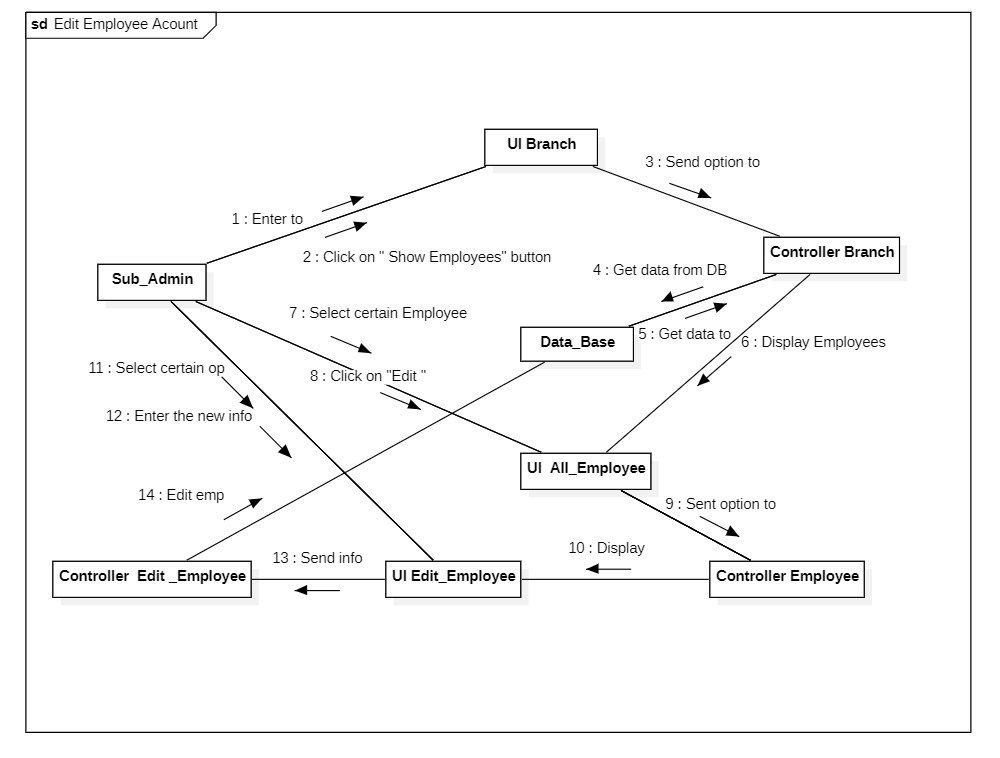 sd Edit Employee Acount
UI Branch
3 : Send option to
1 : Enter to
2 : Click on " Show Employees" button
Controller Branch
4 : Get data from DB
Sub_Admin
7 : Select certain Employee
5 : Get data to
Data_Base
6 : Display Employees
11 : Select certain op
8 : Click on "Edit "
12 : Enter the new info
UI  All_Employee
14 : Edit emp
9 : Sent option to
13 : Send info
10 : Display
Controller  Edit _Employee
UI Edit_Employee
Controller Employee